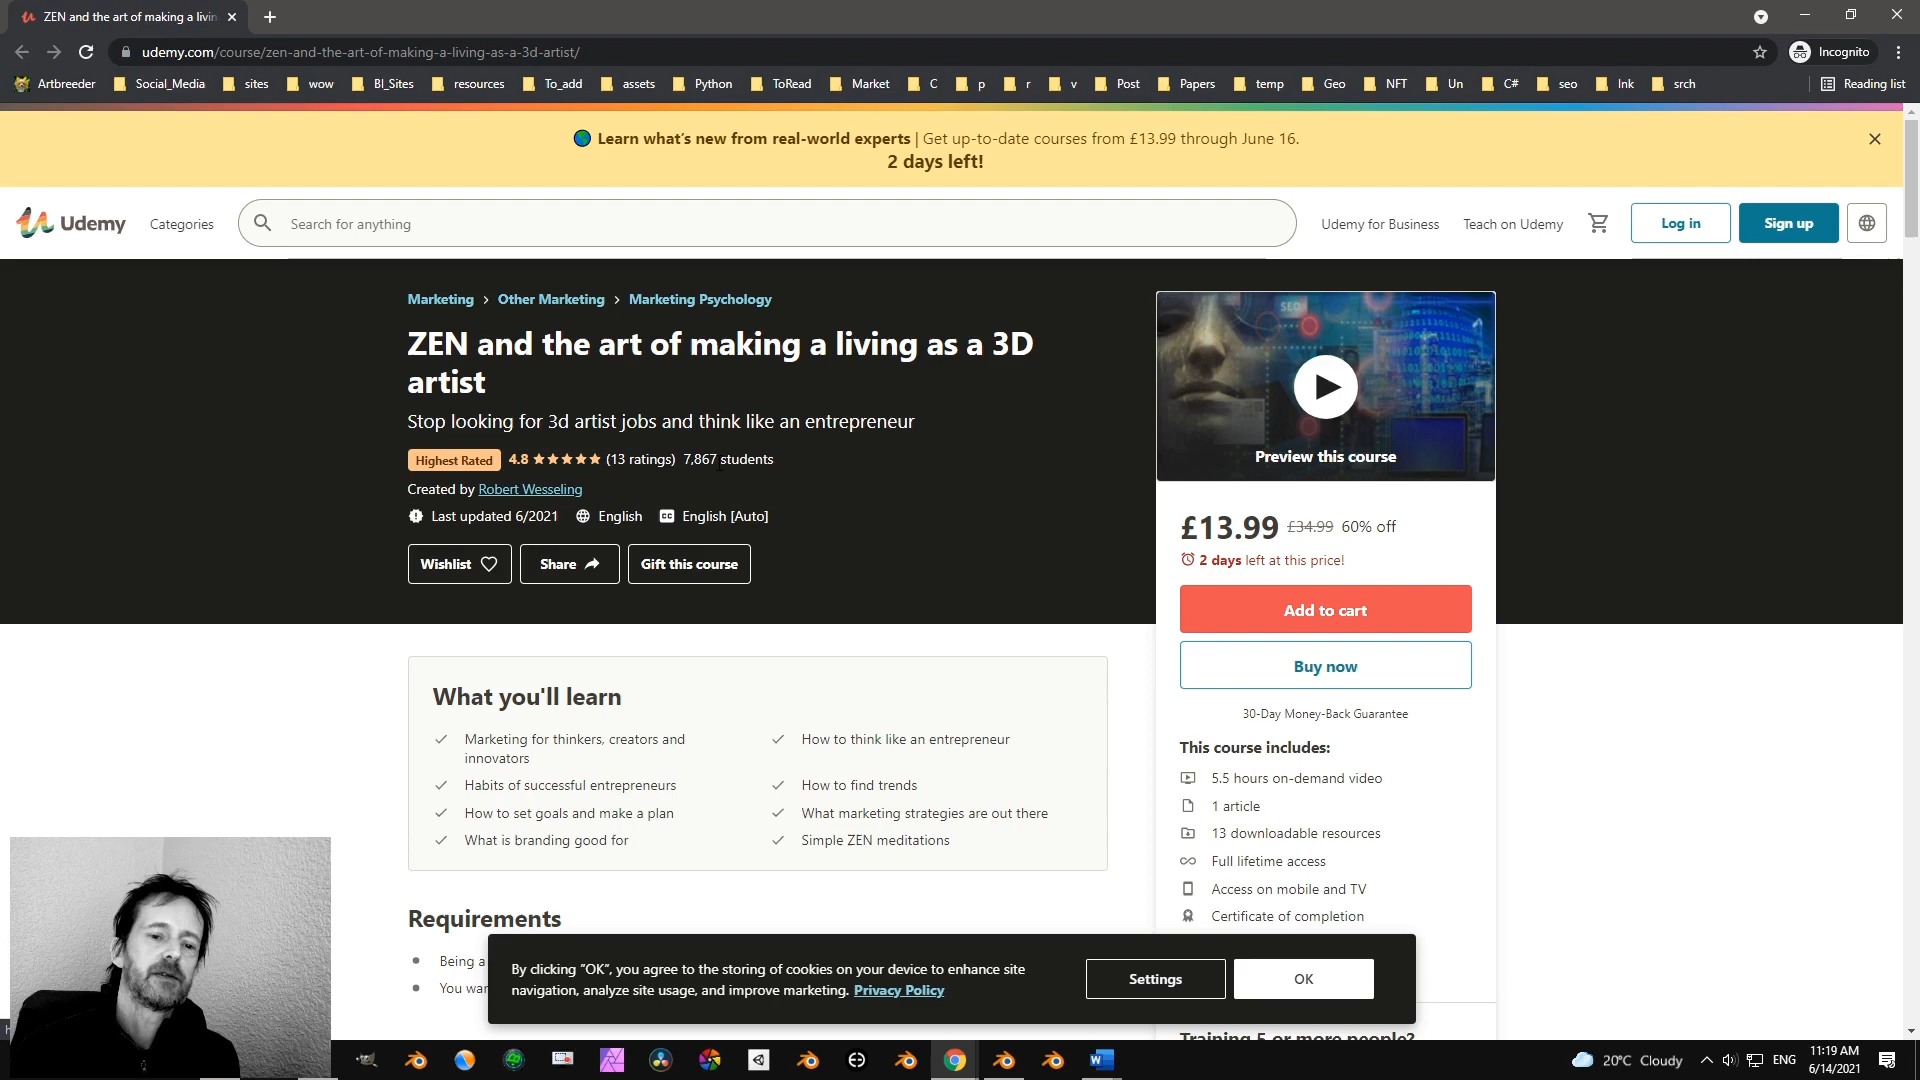 ZEN and the art of making a livin
udemy.com/course/zen-and-the-art-of-making-a-living-as-a-3d-artist/
Incognito
Artbreeder Social_Media sites wow BI_Sites resources To_add assets Python ToRead Market C p r v Post Papers temp Geo NFT Un C# seo Ink srch Reading list
Learn what's new from real-world experts | Get up-to-date courses from £13.99 through June 16.
2 days left!
Udemy Categories Search for anything Udemy for Business Teach on Udemy Log in Sign up
Marketing > Other Marketing > Marketing Psychology
ZEN and the art of making a living as a 3D
artist
Stop looking for 3d artist jobs and think like an entrepreneur
Highest Rated 4.8 (13 ratings) 7,867 students
Created by Robert Wesseling
Last updated 6/2021 English CC English [Auto]
Wishlist Share Gift this course
SEO
Preview this course
£13.99 £34.99 60% off
2 days left at this price!
Add to cart
Buy now
30-Day Money-Back Guarantee
This course includes:
5.5 hours on-demand video
1 article
13 downloadable resources
Full lifetime access
Access on mobile and TV
Certificate of completion
Training 5 or more people?
What you'll learn
Marketing for thinkers, creators and
innovators
How to think like an entrepreneur
Habits of successful entrepreneurs
How to find trends
How to set goals and make a plan
What marketing strategies are out there
What is branding good for
Simple ZEN meditations
Requirements
Being a
You wan
By clicking "OK", you agree to the storing of cookies on your device to enhance site
navigation, analyze site usage, and improve marketing. Privacy Policy
Settings OK
20°C Cloudy ENG
11:19 AM
6/14/2021